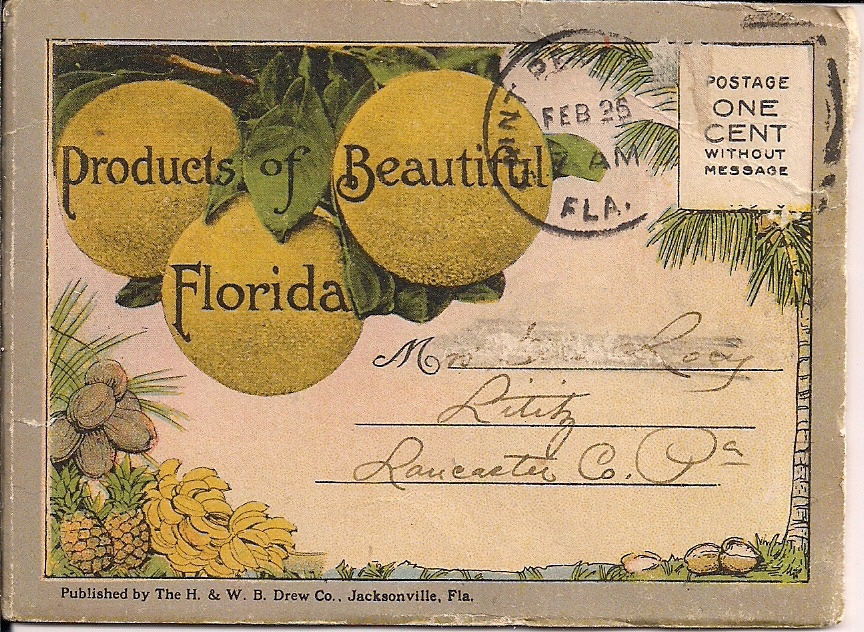 Products of Beautiful
Florida
FEB 26
AM
FLA.
POSTAGE
ONE
CENT
WITHOUT
MESSAGE
Lititz
Lancaster Co. Pa
Published by The H. & W. B. Drew Co., Jacksonville, Fla.